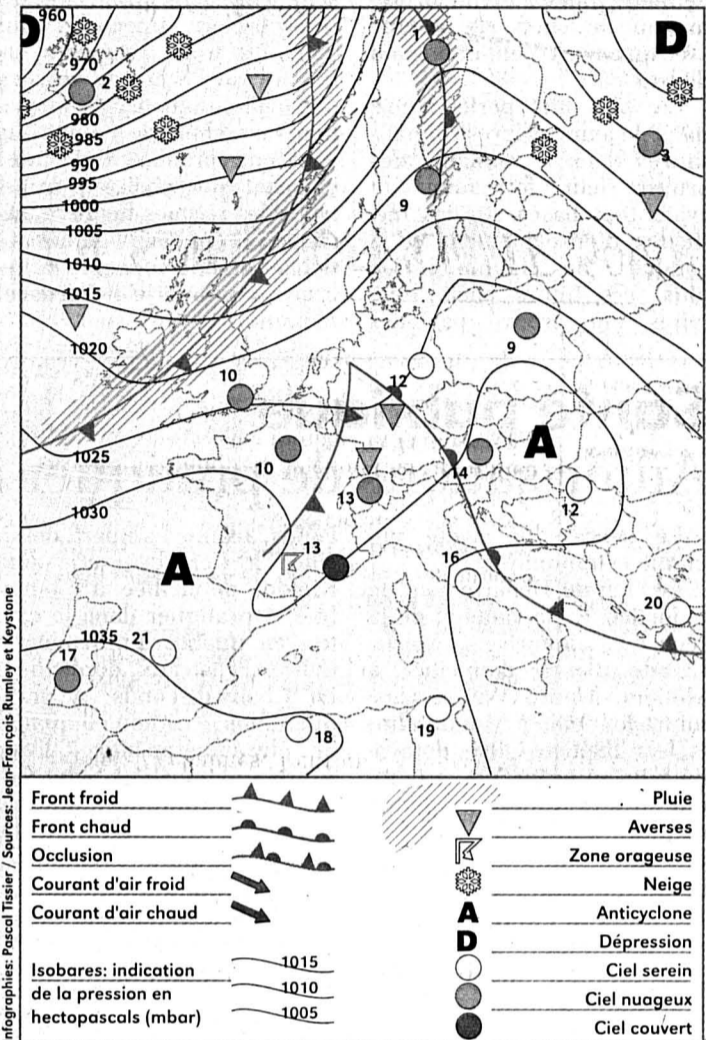 960
D
D
1
970
2
980
985
990
995
1000
1005
1010
1015
1020
3
9
9
12
10
10
1025
A
14
13
12
1030
13
A
16
20
1035
21
17
18
19
Front froid
Front chaud
Occlusion
Courant d'air froid
Courant d'air chaud
Isobares: indication
de la pression en
hectopascals (mbar)
1015
1010
1005
Pluie
Averses
Zone orageuse
Neige
A Anticyclone
D Dépression
Ciel serein
Ciel nuageux
Ciel couvert
nfographies: Pascal Tissier / Sources: Jean-François Rumley et Keystone